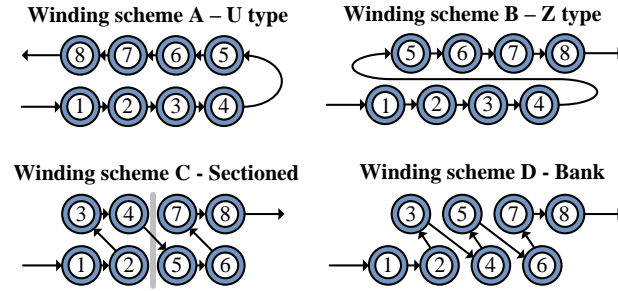 Winding scheme A – U type
8 7 6 5
1 2 3 4
Winding scheme B – Z type
5 6 7 8
1 2 3 4
Winding scheme C - Sectioned
3 4 7 8
1 2 5 6
Winding scheme D - Bank
3 5 7 8
1 2 4 6